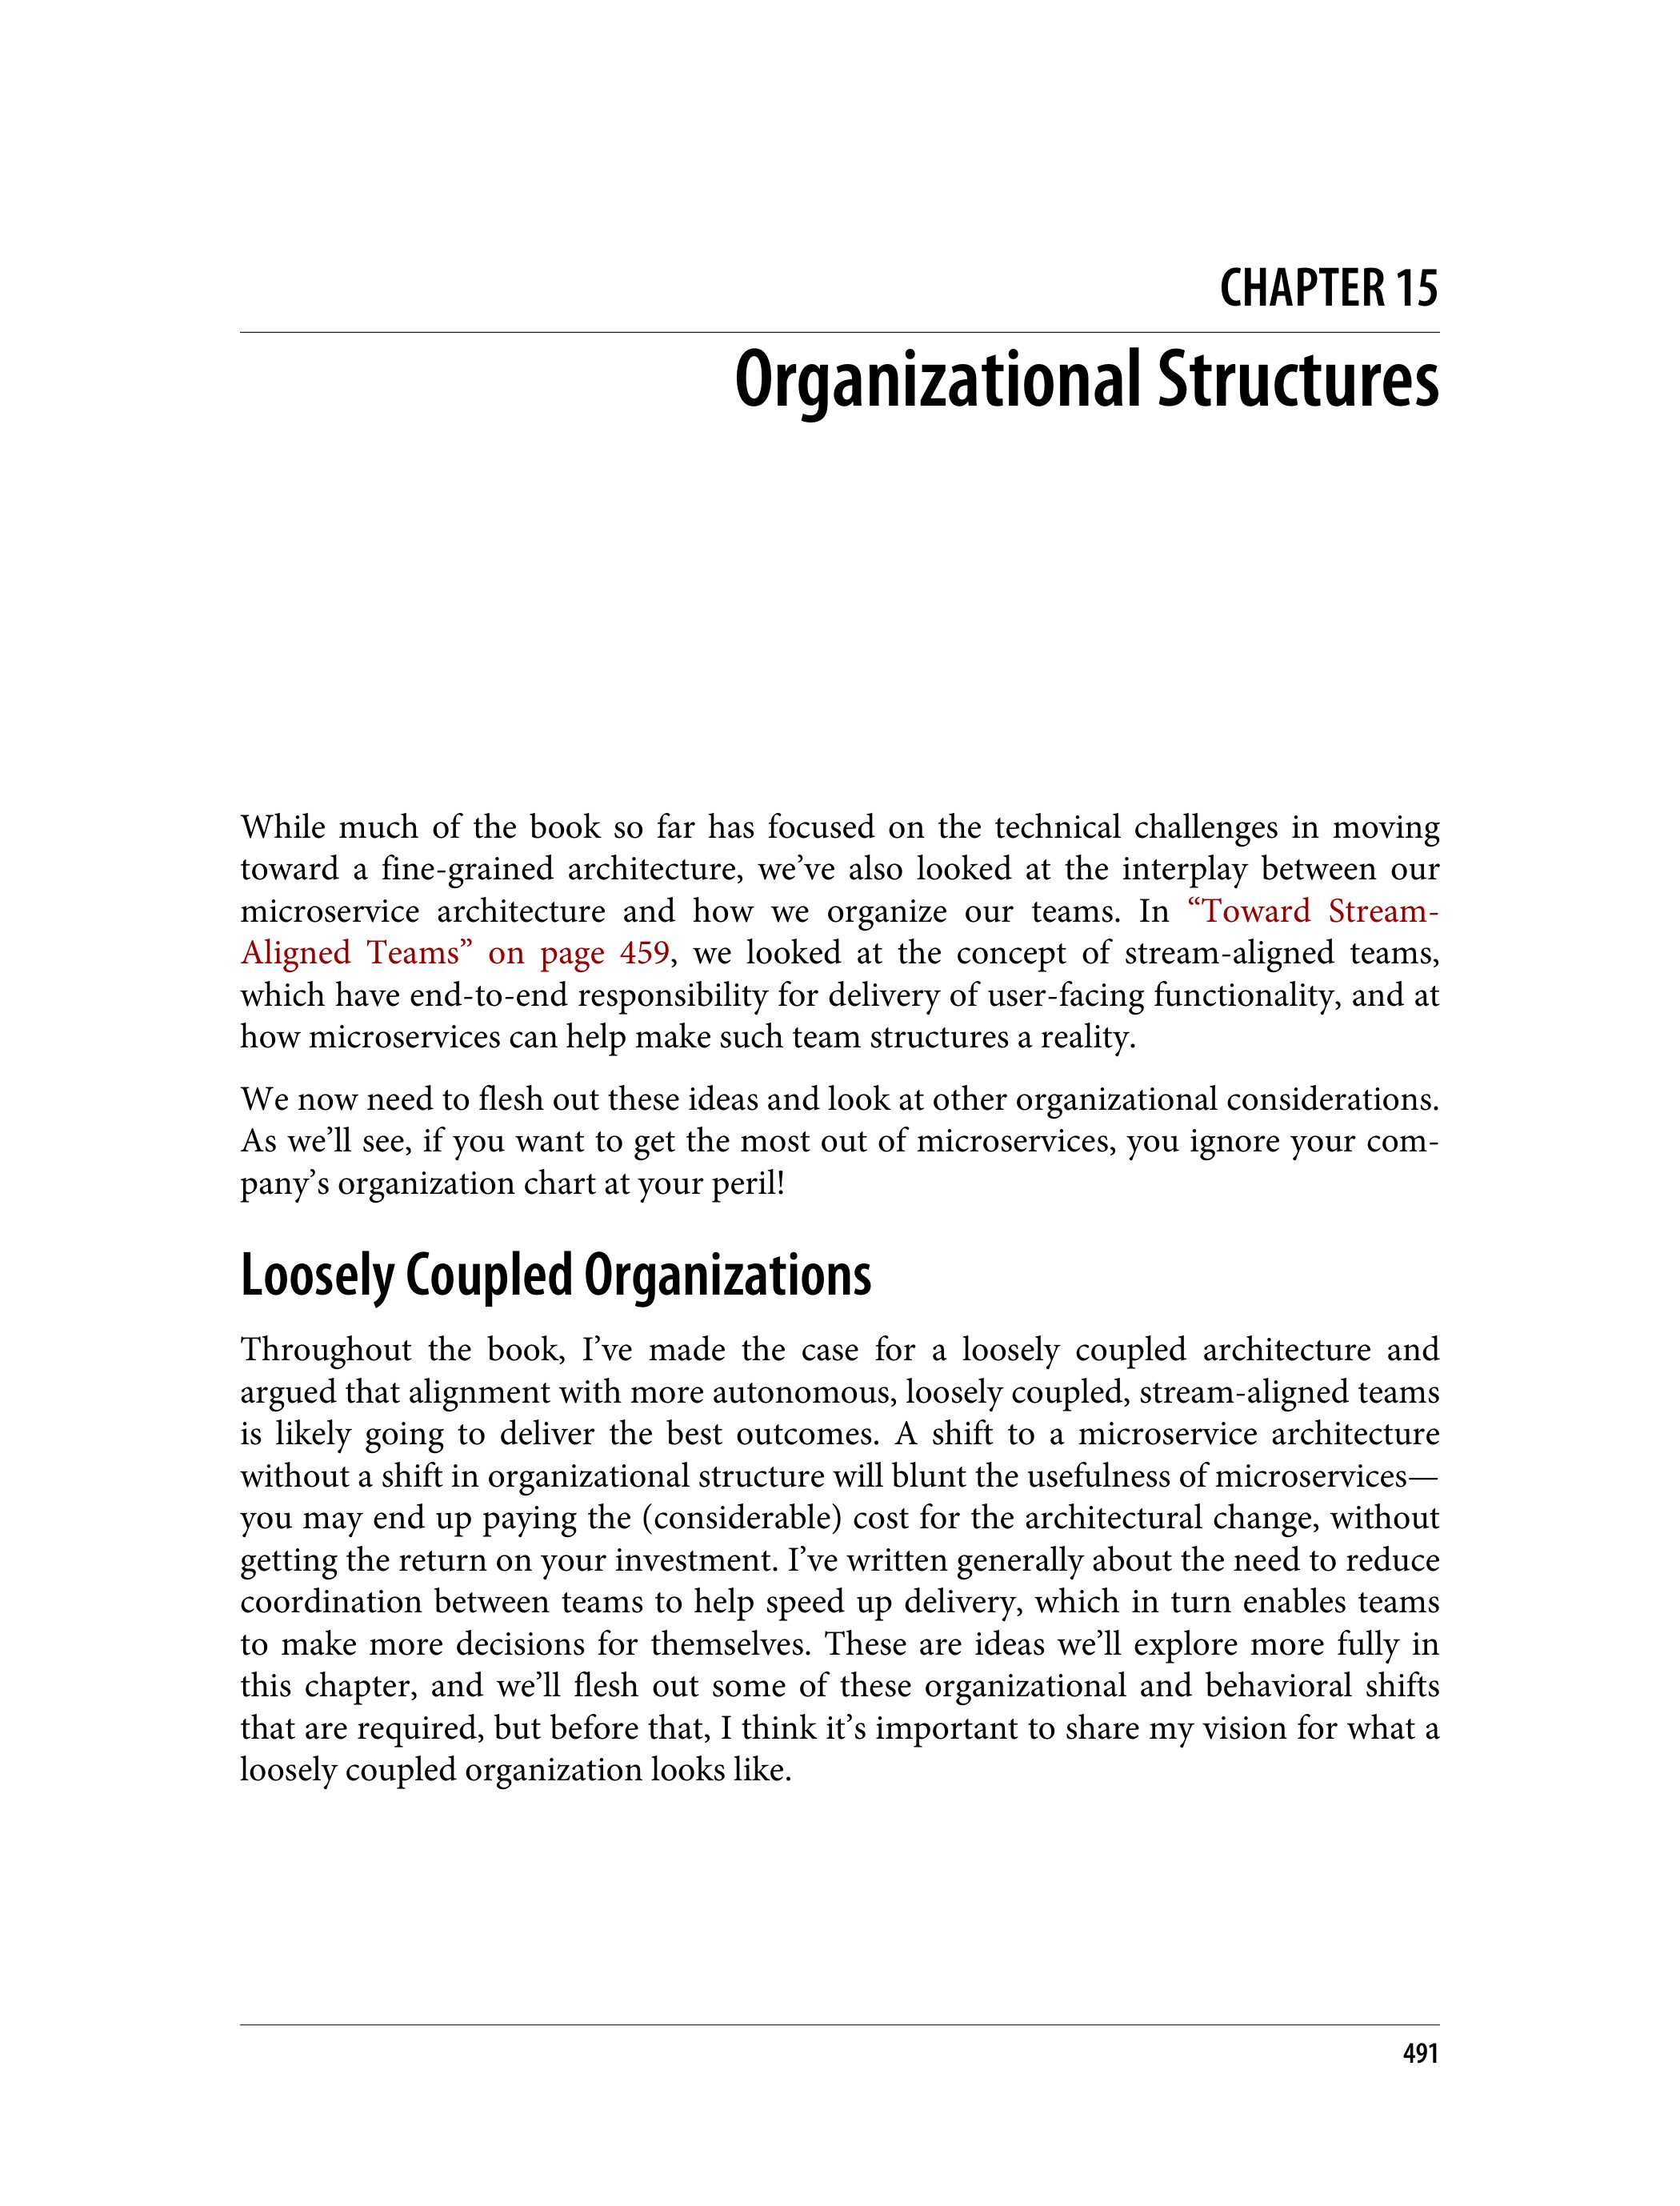 CHAPTER 15
Organizational Structures
While much of the book so far has focused on the technical challenges in moving
toward a fine-grained architecture, we’ve also looked at the interplay between our
microservice architecture and how we organize our teams. In “Toward Stream-
Aligned Teams” on page 459, we looked at the concept of stream-aligned teams,
which have end-to-end responsibility for delivery of user-facing functionality, and at
how microservices can help make such team structures a reality.
We now need to flesh out these ideas and look at other organizational considerations.
As we’ll see, if you want to get the most out of microservices, you ignore your com-
pany’s organization chart at your peril!
Loosely Coupled Organizations
Throughout the book, I’ve made the case for a loosely coupled architecture and
argued that alignment with more autonomous, loosely coupled, stream-aligned teams
is likely going to deliver the best outcomes. A shift to a microservice architecture
without a shift in organizational structure will blunt the usefulness of microservices—
you may end up paying the (considerable) cost for the architectural change, without
getting the return on your investment. I’ve written generally about the need to reduce
coordination between teams to help speed up delivery, which in turn enables teams
to make more decisions for themselves. These are ideas we’ll explore more fully in
this chapter, and we’ll flesh out some of these organizational and behavioral shifts
that are required, but before that, I think it’s important to share my vision for what a
loosely coupled organization looks like.
491